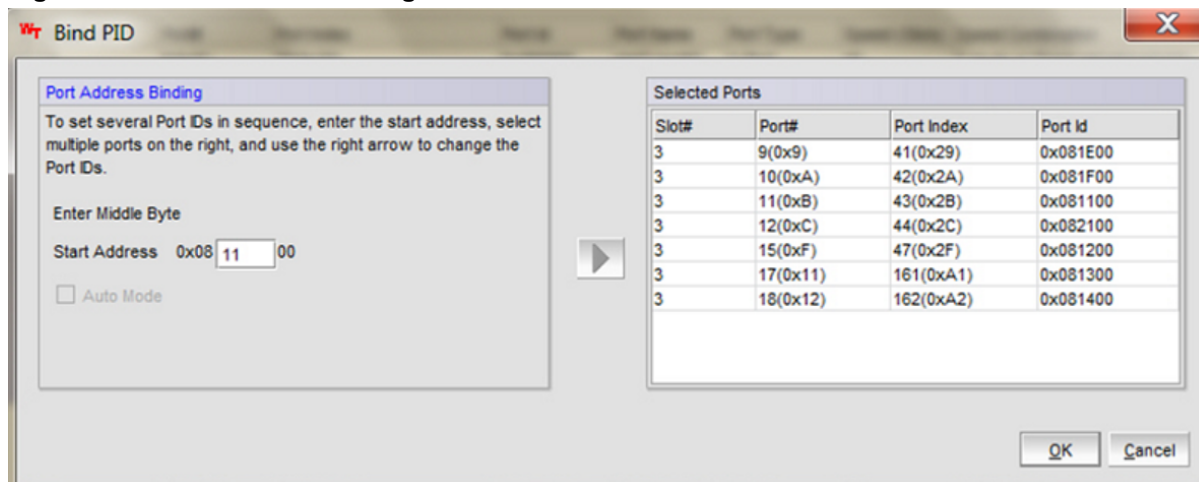 Bind PID
Port Address Binding
To set several Port IDs in sequence, enter the start address, select
multiple ports on the right, and use the right arrow to change the
Port IDs.
Enter Middle Byte
Start Address 0x08 11 00
Auto Mode
Selected Ports
Slot# Port# Port Index Port Id
3 9(0x9) 41(0x29) 0x081E00
3 10(0xA) 42(0x2A) 0x081F00
3 11(0xB) 43(0x2B) 0x081100
3 12(0xC) 44(0x2C) 0x082100
3 15(0xF) 47(0x2F) 0x081200
3 17(0x11) 161(0xA1) 0x081300
3 18(0x12) 162(0xA2) 0x081400
OK Cancel